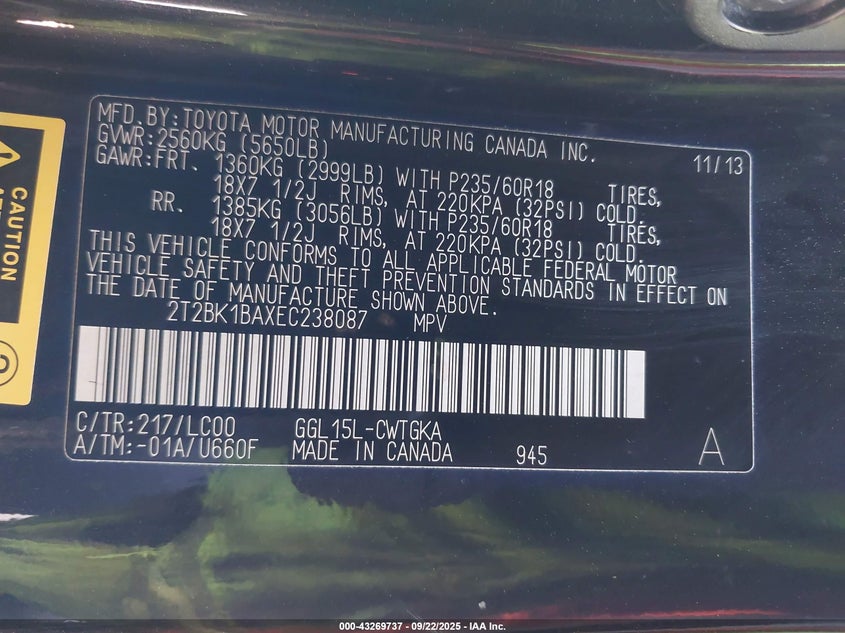 MFD. BY: TOYOTA MOTOR MANUFACTURING CANADA INC. 11/13
GVWR: 2560KG (5650LB)
GAWR: FRT. 1360KG (2999LB) WITH P235/60R18 TIRES,
18X7 1/2J RIMS, AT 220KPA (32PSI) COLD.
RR. 1385KG (3056LB) WITH P235/60R18 TIRES,
18X7 1/2J RIMS, AT 220KPA (32PSI) COLD.
THIS VEHICLE CONFORMS TO ALL APPLICABLE FEDERAL MOTOR
VEHICLE SAFETY AND THEFT PREVENTION STANDARDS IN EFFECT ON
THE DATE OF MANUFACTURE SHOWN ABOVE.
2T2BK1BAXEC238087 MPV
C/TR: 217/LC00 GGL15L-CWTGKA
A/TM: -01A/U660F MADE IN CANADA 945 A
CAUTION
000-43269737 - 09/22/2025 - IAA Inc.